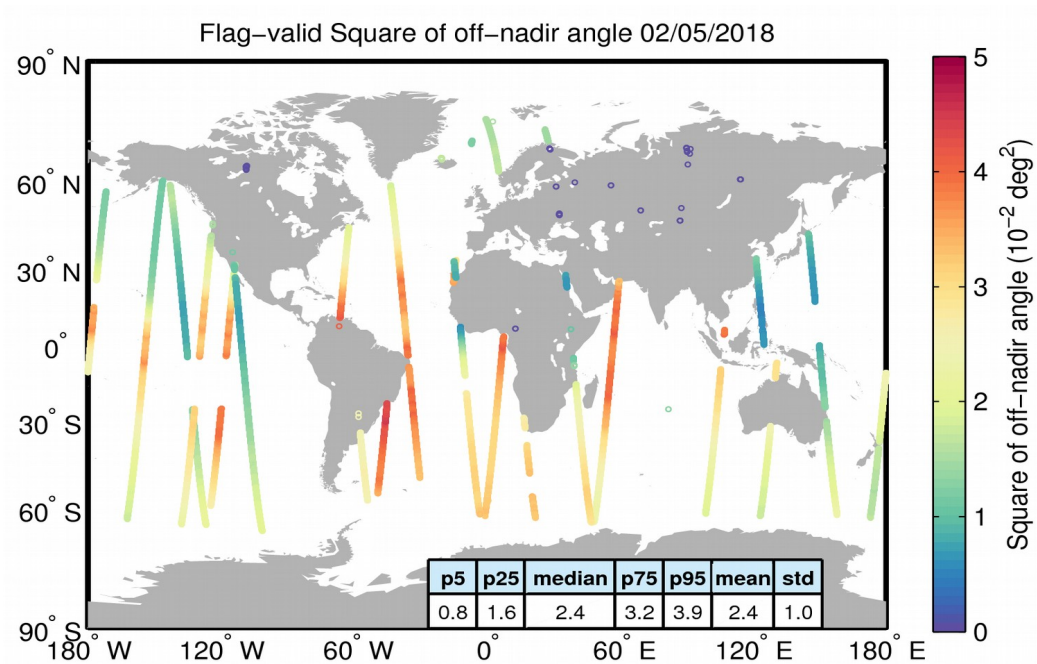 Flag−valid Square of off−nadir angle 02/05/2018
90° N
60° N
30° N
0°
30° S
60° S
90° S
180° W 120° W 60° W 0° 60° E 120° E 180° E
p5 p25 median p75 p95 mean std
0.8 1.6 2.4 3.2 3.9 2.4 1.0
5
4
3
2
1
0
Square of off−nadir angle (10⁻² deg²)